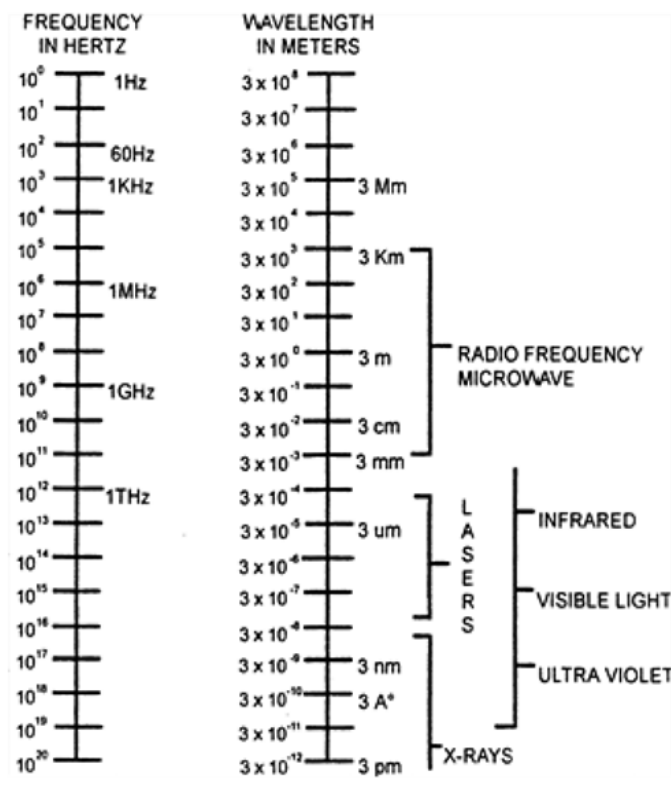 FREQUENCY
IN HERTZ
10⁰ 1Hz
10¹
10² 60Hz
10³ 1KHz
10⁴
10⁵
10⁶ 1MHz
10⁷
10⁸
10⁹ 1GHz
10¹⁰
10¹¹
10¹² 1THz
10¹³
10¹⁴
10¹⁵
10¹⁶
10¹⁷
10¹⁸
10¹⁹
10²⁰
WAVELENGTH
IN METERS
3 x 10⁸
3 x 10⁷
3 x 10⁶
3 x 10⁵ 3 Mm
3 x 10⁴
3 x 10³ 3 Km
3 x 10²
3 x 10¹
3 x 10⁰ 3 m
3 x 10⁻¹
3 x 10⁻² 3 cm
3 x 10⁻³ 3 mm
3 x 10⁻⁴
3 x 10⁻⁵ 3 um
3 x 10⁻⁶
3 x 10⁻⁷
3 x 10⁻⁸
3 x 10⁻⁹ 3 nm
3 x 10⁻¹⁰ 3 A°
3 x 10⁻¹¹
3 x 10⁻¹² 3 pm
RADIO FREQUENCY
MICROWAVE
LASERS
INFRARED
VISIBLE LIGHT
ULTRA VIOLET
X-RAYS